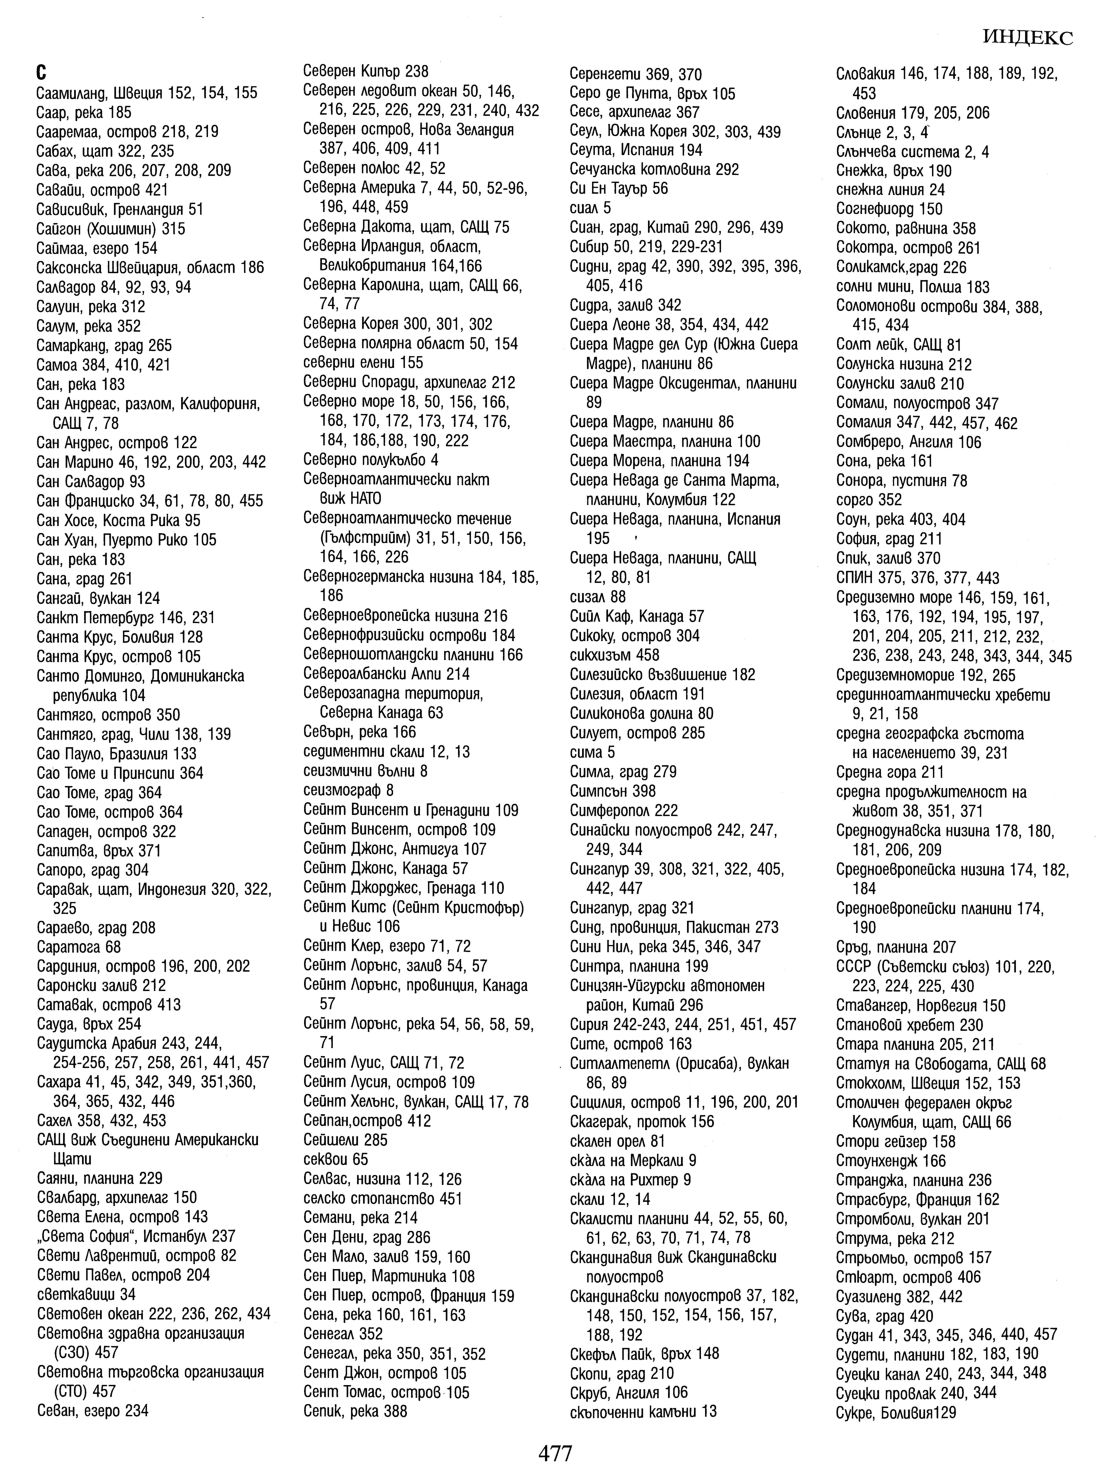 ИНДЕКС
С
Саамиланд, Швеция 152, 154, 155
Саар, река 185
Сааремаа, остров 218, 219
Сабах, щат 322, 235
Сава, река 206, 207, 208, 209
Савайи, остров 421
Сависивик, Гренландия 51
Сайгон (Хошимин) 315
Саймаа, езеро 154
Саксонска Швейцария, област 186
Салвадор 84, 92, 93, 94
Салуин, река 312
Салум, река 352
Самарканд, град 265
Самоа 384, 410, 421
Сан, река 183
Сан Андреас, разлом, Калифориня,
САЩ 7, 78
Сан Андрес, остров 122
Сан Марино 46, 192, 200, 203, 442
Сан Салвадор 93
Сан Франциско 34, 61, 78, 80, 455
Сан Хосе, Коста Рика 95
Сан Хуан, Пуерто Рико 105
Сан, река 183
Сана, град 261
Сангай, вулкан 124
Санкт Петербург 146, 231
Санта Крус, Боливия 128
Санта Крус, остров 105
Санто Доминго, Доминиканска
република 104
Сантяго, остров 350
Сантяго, град, Чили 138, 139
Сао Пауло, Бразилия 133
Сао Томе и Принсипи 364
Сао Томе, град 364
Сао Томе, остров 364
Сападен, остров 322
Сапитва, връх 371
Сапоро, град 304
Саравак, щат, Индонезия 320, 322,
325
Сараево, град 208
Саратога 68
Сардиния, остров 196, 200, 202
Саронски залив 212
Сатавак, остров 413
Сауда, връх 254
Саудитска Арабия 243, 244,
254-256, 257, 258, 261, 441, 457
Сахара 41, 45, 342, 349, 351,360,
364, 365, 432, 446
Сахел 358, 432, 453
САЩ виж Съединени Американски
Щати
Саяни, планина 229
Свалбард, архипелаг 150
Света Елена, остров 143
„Света София“, Истанбул 237
Свети Лаврентий, остров 82
Свети Павел, остров 204
светкавици 34
Световен океан 222, 236, 262, 434
Световна здравна организация
(СЗО) 457
Световна търговска организация
(СТО) 457
Севан, езеро 234
Северен Кипър 238
Северен ледовит океан 50, 146,
216, 225, 226, 229, 231, 240, 432
Северен остров, Нова Зеландия
387, 406, 409, 411
Северен полюс 42, 52
Северна Америка 7, 44, 50, 52-96,
196, 448, 459
Северна Дакота, щат, САЩ 75
Северна Ирландия, област,
Великобритания 164,166
Северна Каролина, щат, САЩ 66,
74, 77
Северна Корея 300, 301, 302
Северна полярна област 50, 154
северни елени 155
Северни Споради, архипелаг 212
Северно море 18, 50, 156, 166,
168, 170, 172, 173, 174, 176,
184, 186,188, 190, 222
Северно полукълбо 4
Североатлантически пакт
виж НАТО
Североатлантическо течение
(Гълфстрийм) 31, 51, 150, 156,
164, 166, 226
Северногерманска низина 184, 185,
186
Северноевропейска низина 216
Севернофризийски острови 184
Северношотландски планини 166
Североалбански Алпи 214
Северозападна територия,
Северна Канада 63
Севърн, река 166
седиментни скали 12, 13
сеизмични вълни 8
сеизмограф 8
Сейнт Винсент и Гренадини 109
Сейнт Винсент, остров 109
Сейнт Джонс, Антигуа 107
Сейнт Джонс, Канада 57
Сейнт Джорджес, Гренада 110
Сейнт Китс (Сейнт Кристофър)
и Невис 106
Сейнт Клер, езеро 71, 72
Сейнт Лорънс, залив 54, 57
Сейнт Лорънс, провинция, Канада
57
Сейнт Лорънс, река 54, 56, 58, 59,
71
Сейнт Луис, САЩ 71, 72
Сейнт Лусия, остров 109
Сейнт Хелънс, вулкан, САЩ 17, 78
Сейпан,остров 412
Сейшели 285
секвои 65
Селвас, низина 112, 126
селско стопанство 451
Семани, река 214
Сен Дени, град 286
Сен Мало, залив 159, 160
Сен Пиер, Мартиника 108
Сен Пиер, остров, Франция 159
Сена, река 160, 161, 163
Сенегал 352
Сенегал, река 350, 351, 352
Сент Джон, остров 105
Сент Томас, остров 105
Сепик, река 388
Серенгети 369, 370
Серо де Пунта, връх 105
Сесе, архипелаг 367
Сеул, Южна Корея 302, 303, 439
Сеута, Испания 194
Сечуанска котловина 292
Си Ен Тауър 56
сиал 5
Сиан, град, Китай 290, 296, 439
Сибир 50, 219, 229-231
Сидни, град 42, 390, 392, 395, 396,
405, 416
Сидра, залив 342
Сиера Леоне 38, 354, 434, 442
Сиера Мадре дел Сур (Южна Сиера
Мадре), планини 86
Сиера Мадре Оксидентал, планини
89
Сиера Мадре, планини 86
Сиера Маестра, планина 100
Сиера Морена, планина 194
Сиера Невада де Санта Марта,
планини, Колумбия 122
Сиера Невада, планина, Испания
195
Сиера Невада, планини, САЩ
12, 80, 81
сизал 88
Сийл Каф, Канада 57
Сикоку, остров 304
сикхизъм 458
Силезийско възвишение 182
Силезия, област 191
Силиконова долина 80
Силует, остров 285
сима 5
Симла, град 279
Симпсън 398
Симферопол 222
Синайски полуостров 242, 247,
249, 344
Сингапур 39, 308, 321, 322, 405,
442, 447
Сингапур, град 321
Синд, провинция, Пакистан 273
Сини Нил, река 345, 346, 347
Синтра, планина 199
Синцзян-Уйгурски автономен
район, Китай 296
Сирия 242-243, 244, 251, 451, 457
Сите, остров 163
Ситлалтепетл (Орисаба), вулкан
86, 89
Сицилия, остров 11, 196, 200, 201
Скагерак, проток 156
скален орел 81
скàла на Меркали 9
скàла на Рихтер 9
скали 12, 14
Скалисти планини 44, 52, 55, 60,
61, 62, 63, 70, 71, 74, 78
Скандинавия виж Скандинавски
полуостров
Скандинавски полуостров 37, 182,
148, 150, 152, 154, 156, 157,
188, 192
Скефъл Пайк, връх 148
Скопи, град 210
Скруб, Ангиля 106
скъпоченни камъни 13
Словакия 146, 174, 188, 189, 192,
453
Словения 179, 205, 206
Слънце 2, 3, 4
Слънчева система 2, 4
Снежка, връх 190
снежна линия 24
Согнефиорд 150
Сокото, равнина 358
Сокотра, остров 261
Соликамск,град 226
солни мини, Полша 183
Соломонови острови 384, 388,
415, 434
Солт лейк, САЩ 81
Солунска низина 212
Солунски залив 210
Сомали, полуостров 347
Сомалия 347, 442, 457, 462
Сомбреро, Ангиля 106
Сона, река 161
Сонора, пустиня 78
сорго 352
Соун, река 403, 404
София, град 211
Спик, залив 370
СПИН 375, 376, 377, 443
Средиземно море 146, 159, 161,
163, 176, 192, 194, 195, 197,
201, 204, 205, 211, 212, 232,
236, 238, 243, 248, 343, 344, 345
Средиземноморие 192, 265
срединноатлантически хребети
9, 21, 158
средна географска гъстота
на населението 39, 231
Средна гора 211
средна продължителност на
живот 38, 351, 371
Среднодунавска низина 178, 180,
181, 206, 209
Средноевропейска низина 174, 182,
184
Средноевропейски планини 174,
190
Сръд, планина 207
СССР (Съветски съюз) 101, 220,
223, 224, 225, 430
Ставангер, Норвегия 150
Становой хребет 230
Стара планина 205, 211
Статуя на Свободата, САЩ 68
Стокхолм, Швеция 152, 153
Столичен федерален окръг
Колумбия, щат, САЩ 66
Стори гейзер 158
Стоунхендж 166
Странджа, планина 236
Страсбург, Франция 162
Стромболи, вулкан 201
Струма, река 212
Стрьомьо, остров 157
Стюарт, остров 406
Суазиленд 382, 442
Сува, град 420
Судан 41, 343, 345, 346, 440, 457
Судети, планини 182, 183, 190
Суецки канал 240, 243, 344, 348
Суецки провлак 240, 344
Сукре, Боливия129
477